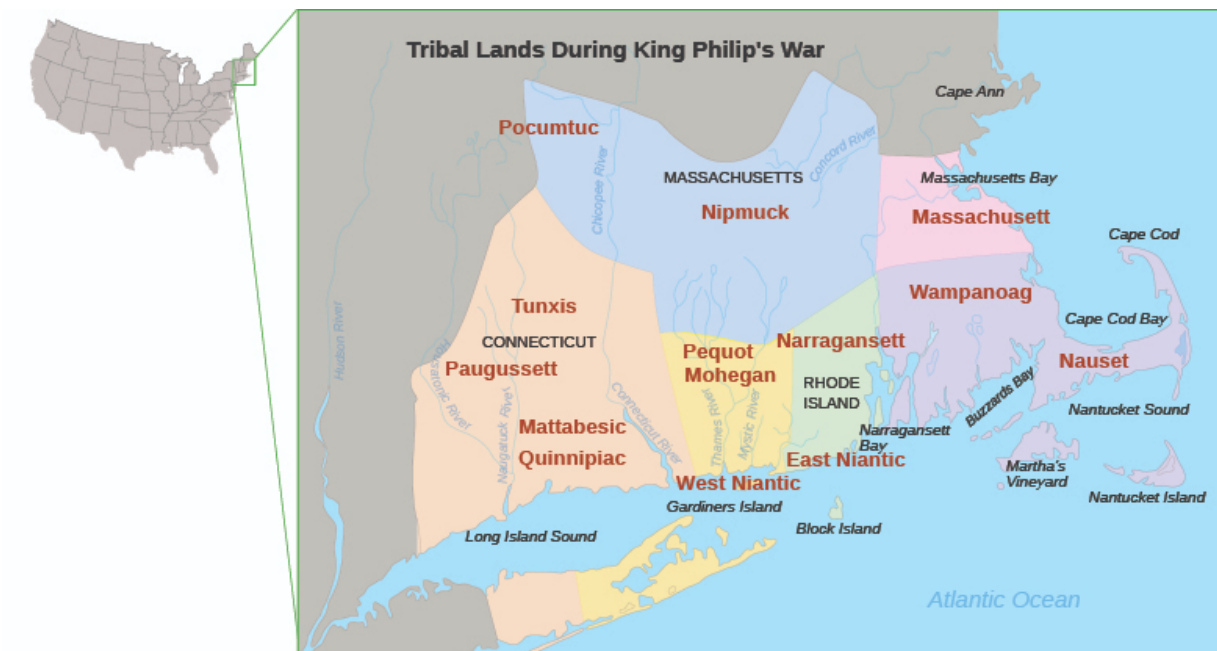 Tribal Lands During King Philip's War
Cape Ann
Pocumtuc
Concord River
Chicopee River
MASSACHUSETTS
Massachusetts Bay
Nipmuck
Massachusett
Cape Cod
Hudson River
Tunxis
Wampanoag
Cape Cod Bay
CONNECTICUT
Narragansett
Pequot
Mohegan
Paugussett
Housatonic River
Nauset
RHODE
ISLAND
Buzzards Bay
Nantucket Sound
Naugatuck River
Connecticut River
Thames River
Mystic River
Mattabesic
Narragansett
Bay
Quinnipiac
East Niantic
West Niantic
Martha's
Vineyard
Nantucket Island
Gardiners Island
Block Island
Long Island Sound
Atlantic Ocean